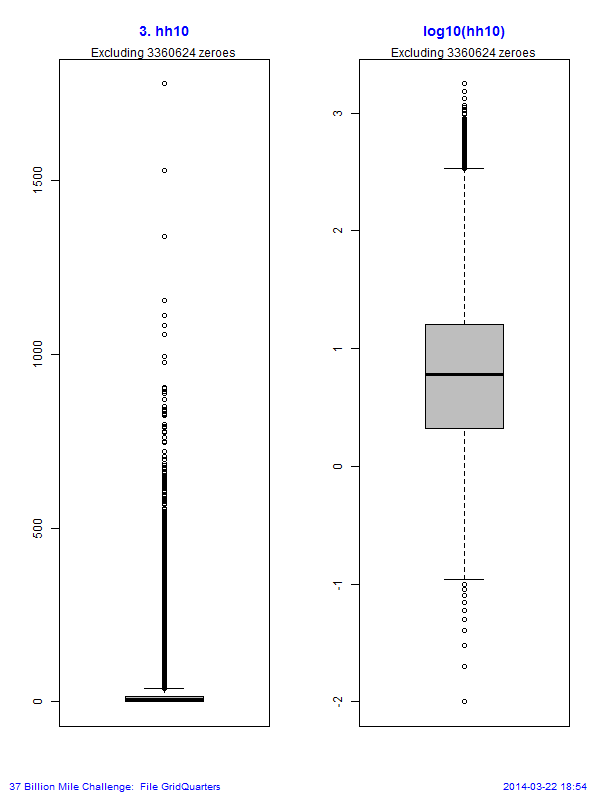 3. hh10
Excluding 3360624 zeroes
1500
1000
500
0
log10(hh10)
Excluding 3360624 zeroes
3
2
1
0
-1
-2
37 Billion Mile Challenge:  File GridQuarters
2014-03-22 18:54